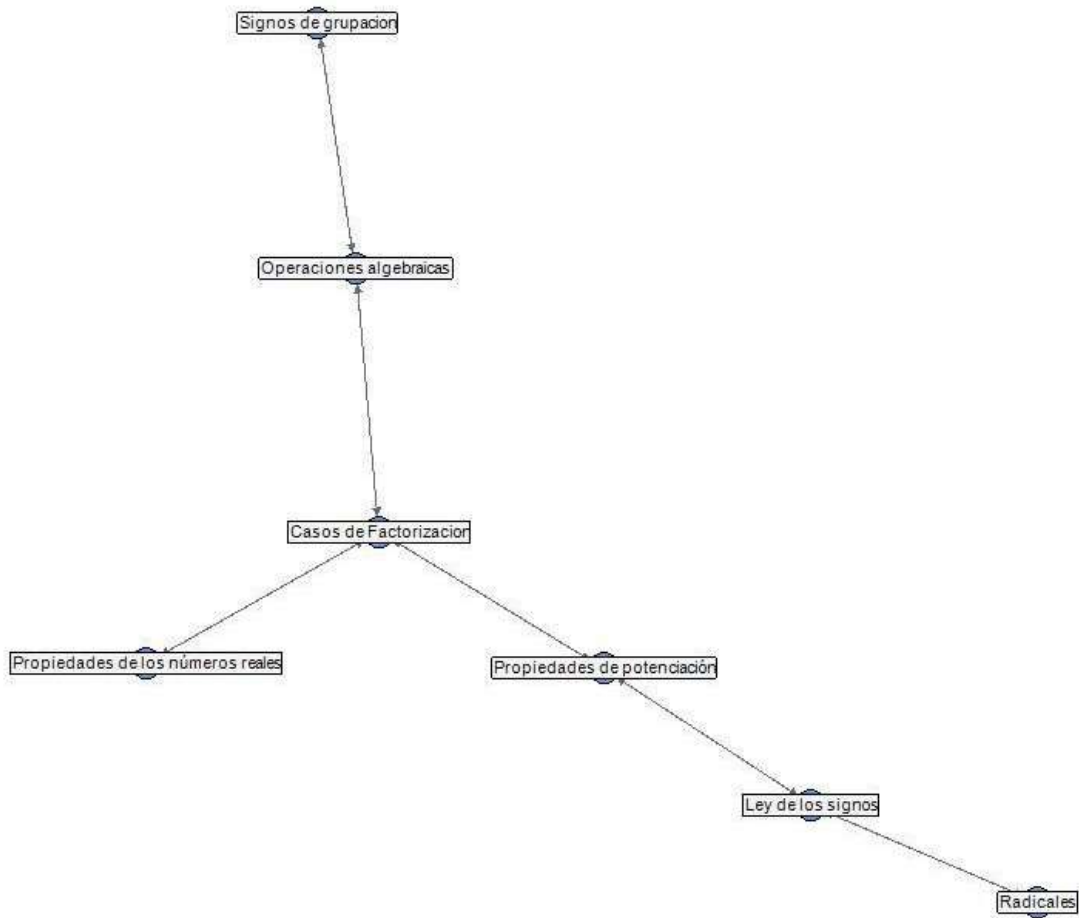 Signos de grupacion
Operaciones algebraicas
Casos de Factorizacion
Propiedades de los números reales
Propiedades de potenciación
Ley de los signos
Radicales